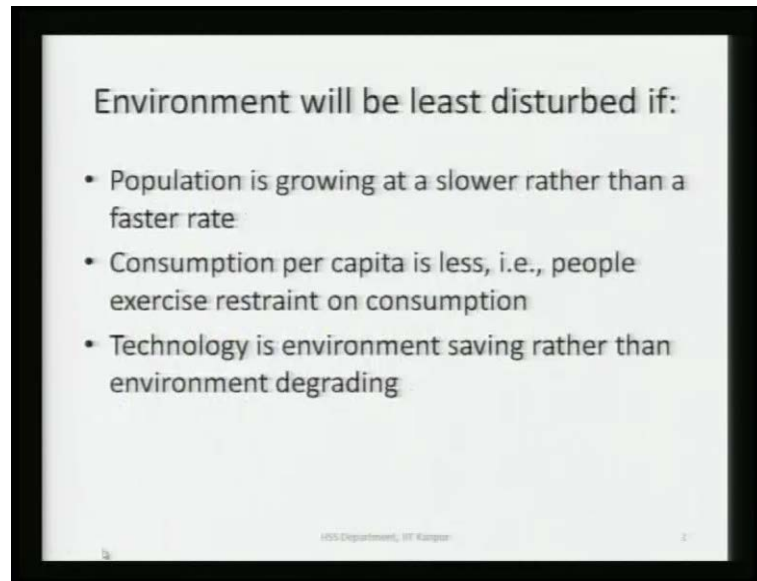 Environment will be least disturbed if:
• Population is growing at a slower rather than a
faster rate
• Consumption per capita is less, i.e., people
exercise restraint on consumption
• Technology is environment saving rather than
environment degrading
HSS Department, IIT Kanpur